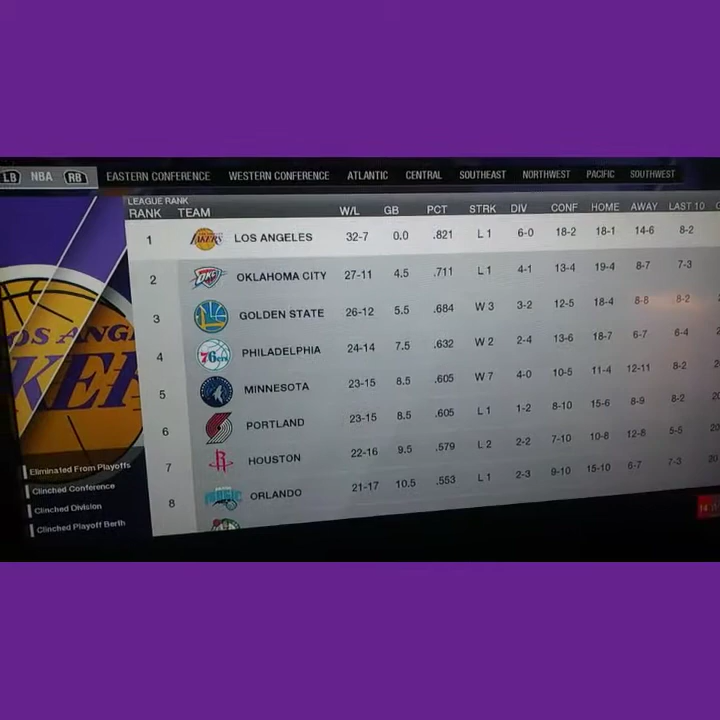 LB NBA RB EASTERN CONFERENCE WESTERN CONFERENCE ATLANTIC CENTRAL SOUTHEAST NORTHWEST PACIFIC SOUTHWEST
LEAGUE RANK
RANK TEAM W/L GB PCT STRK DIV CONF HOME AWAY LAST 10
1 LAKERS LOS ANGELES 32-7 0.0 .821 L 1 6-0 18-2 18-1 14-6 8-2
2 OKC OKLAHOMA CITY 27-11 4.5 .711 L 1 4-1 13-4 19-4 8-7 7-3
3 GOLDEN STATE 26-12 5.5 .684 W 3 3-2 12-5 18-4 8-8 8-2
4 76ers PHILADELPHIA 24-14 7.5 .632 W 2 2-4 13-6 18-7 6-7 6-4
5 MINNESOTA 23-15 8.5 .605 W 7 4-0 10-5 11-4 12-11 8-2
6 PORTLAND 23-15 8.5 .605 L 1 1-2 8-10 15-6 8-9 8-2
7 HOUSTON 22-16 9.5 .579 L 2 2-2 7-10 10-8 12-8 5-5
8 MAGIC ORLANDO 21-17 10.5 .553 L 1 2-3 9-10 15-10 6-7 7-3
OS ANG
KER
Eliminated From Playoffs
Clinched Conference
Clinched Division
Clinched Playoff Berth